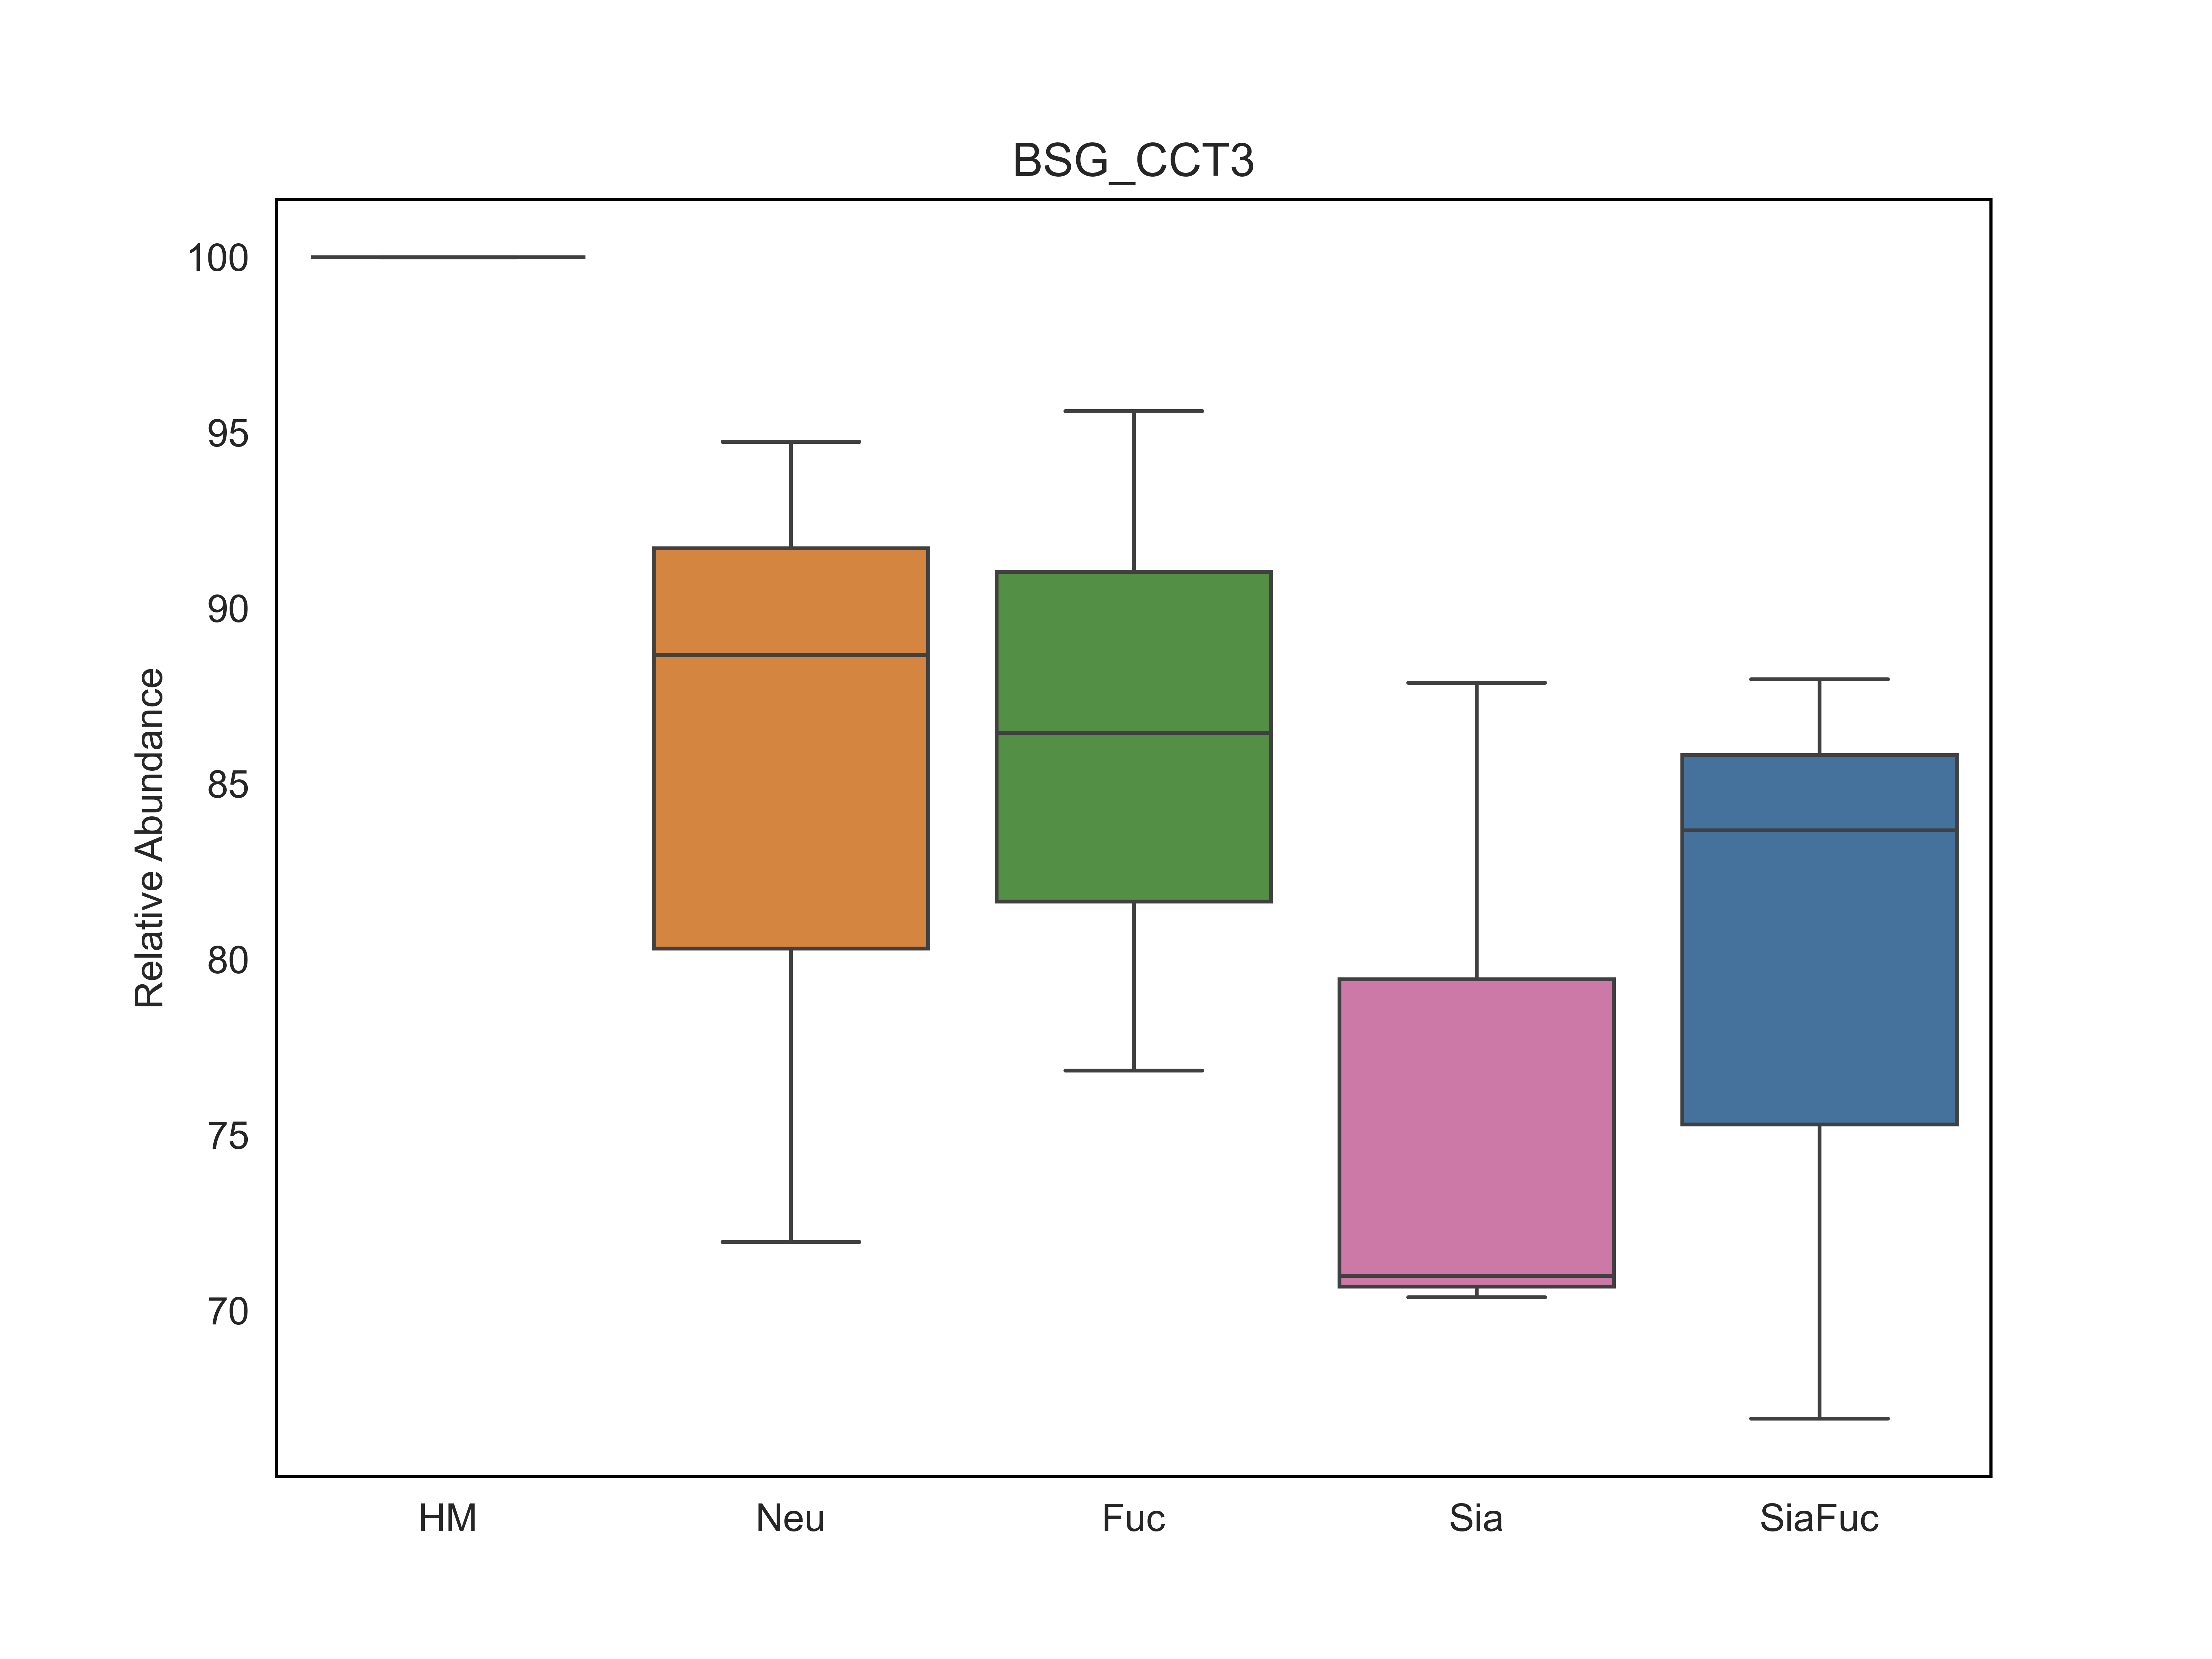 BSG_CCT3
100
95
90
85
80
75
70
Relative Abundance
HM
Neu
Fuc
Sia
SiaFuc